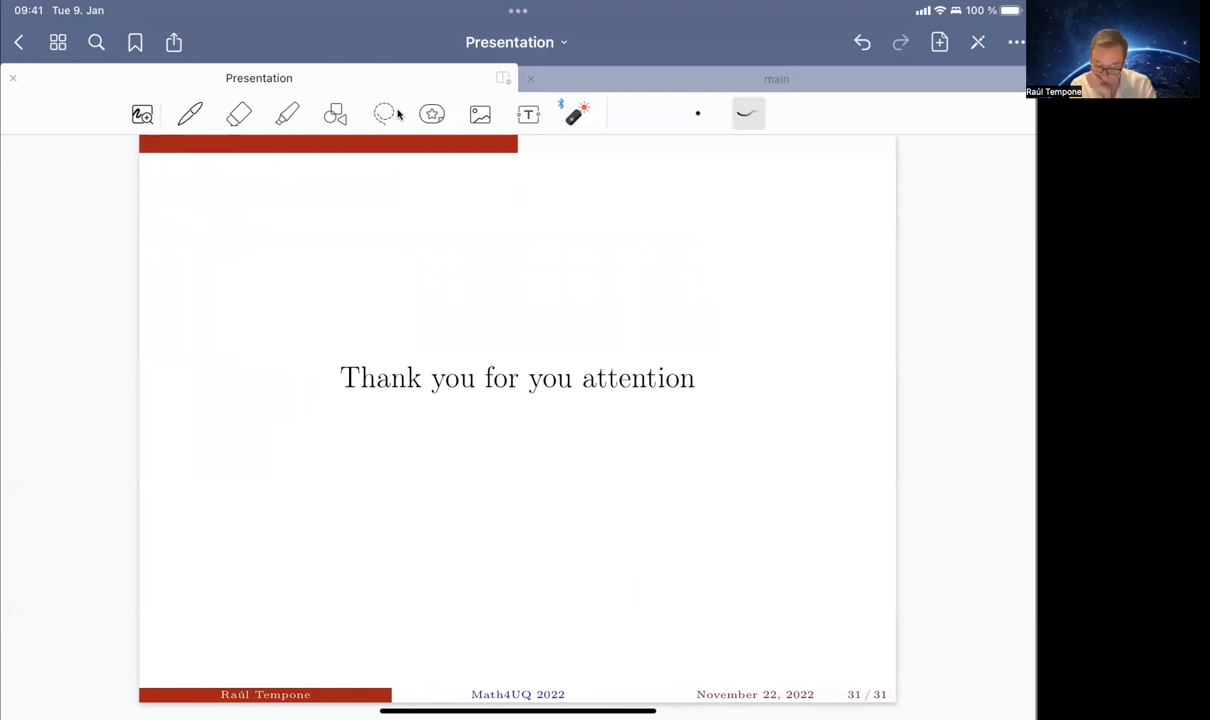 09:41 Tue 9. Jan
100 %
Presentation
Presentation
main
T
Raúl Tempone
Thank you for you attention
Raúl Tempone
Math4UQ 2022
November 22, 2022
31 / 31